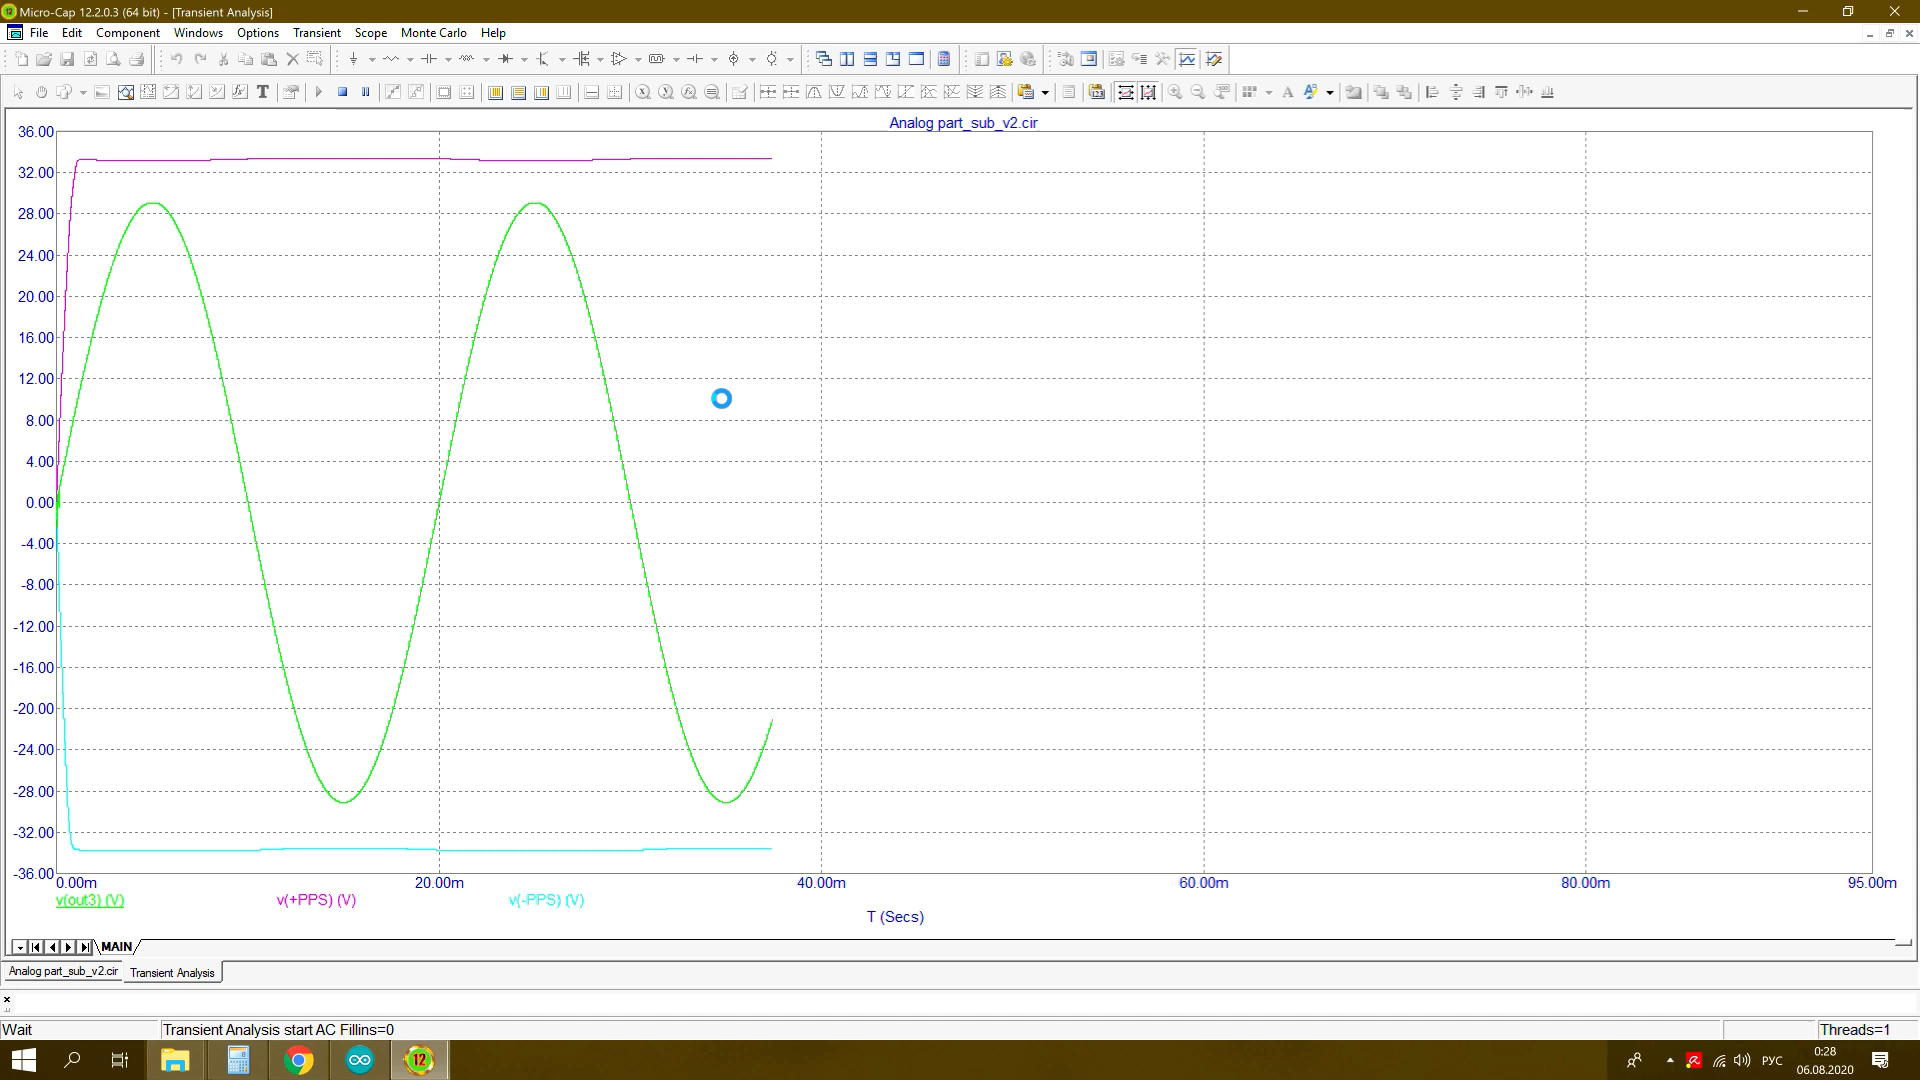 Micro-Cap 12.2.0.3 (64 bit) - [Transient Analysis]
File Edit Component Windows Options Transient Scope Monte Carlo Help
Analog part_sub_v2.cir
36.00
32.00
28.00
24.00
20.00
16.00
12.00
8.00
4.00
0.00
-4.00
-8.00
-12.00
-16.00
-20.00
-24.00
-28.00
-32.00
-36.00
0.00m 20.00m 40.00m 60.00m 80.00m 95.00m
v(out3) (V) v(+PPS) (V) v(-PPS) (V)
T (Secs)
MAIN
Analog part_sub_v2.cir Transient Analysis
Wait Transient Analysis start AC Fillins=0 Threads=1
12
РУС
0:28
06.08.2020